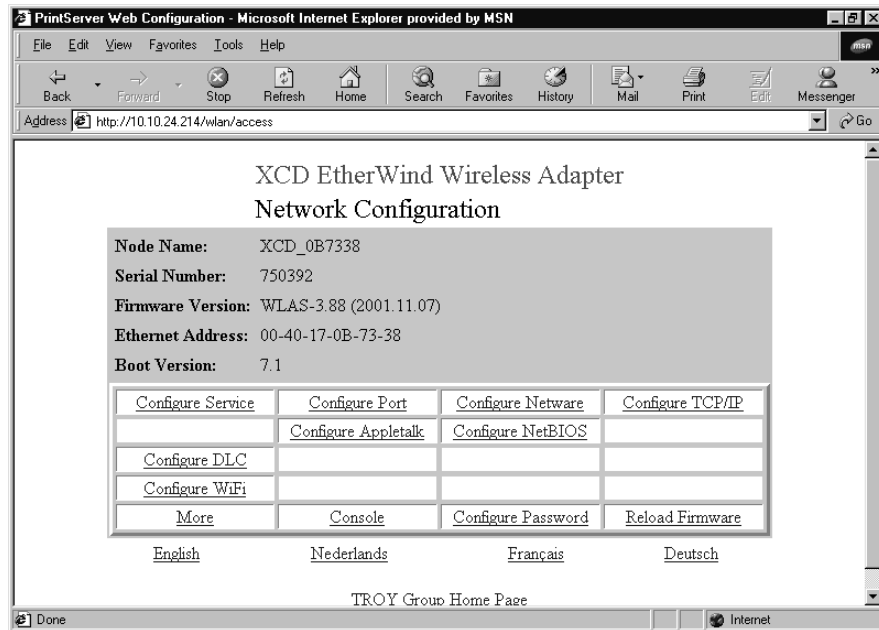 PrintServer Web Configuration - Microsoft Internet Explorer provided by MSN
File Edit View Favorites Tools Help
msn
Back Forward Stop Refresh Home Search Favorites History Mail Print Edit Messenger »
Address http://10.10.24.214/wlan/access Go
XCD EtherWind Wireless Adapter
Network Configuration
Node Name: XCD_0B7338
Serial Number: 750392
Firmware Version: WLAS-3.88 (2001.11.07)
Ethernet Address: 00-40-17-0B-73-38
Boot Version: 7.1
Configure Service Configure Port Configure Netware Configure TCP/IP
Configure Appletalk Configure NetBIOS
Configure DLC
Configure WiFi
More Console Configure Password Reload Firmware
English Nederlands Français Deutsch
TROY Group Home Page
Done Internet